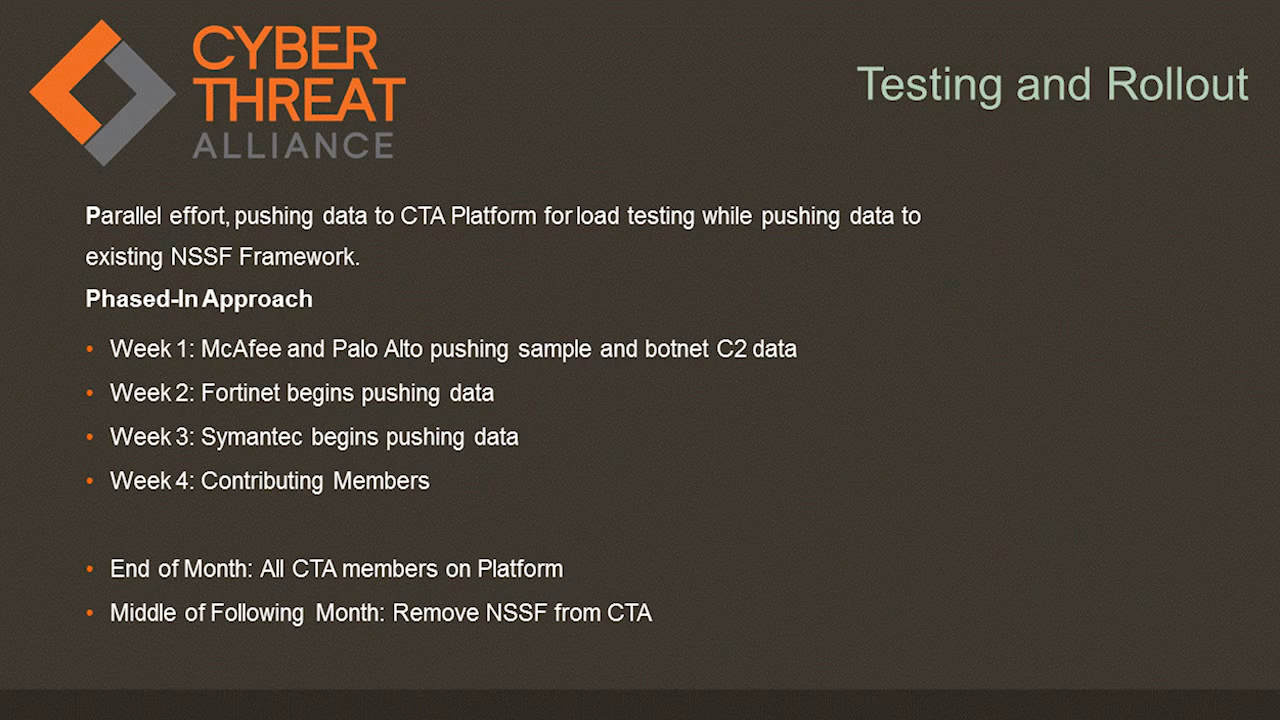 CYBER
THREAT
ALLIANCE
Testing and Rollout
Parallel effort, pushing data to CTA Platform for load testing while pushing data to
existing NSSF Framework.
Phased-In Approach
• Week 1: McAfee and Palo Alto pushing sample and botnet C2 data
• Week 2: Fortinet begins pushing data
• Week 3: Symantec begins pushing data
• Week 4: Contributing Members
• End of Month: All CTA members on Platform
• Middle of Following Month: Remove NSSF from CTA